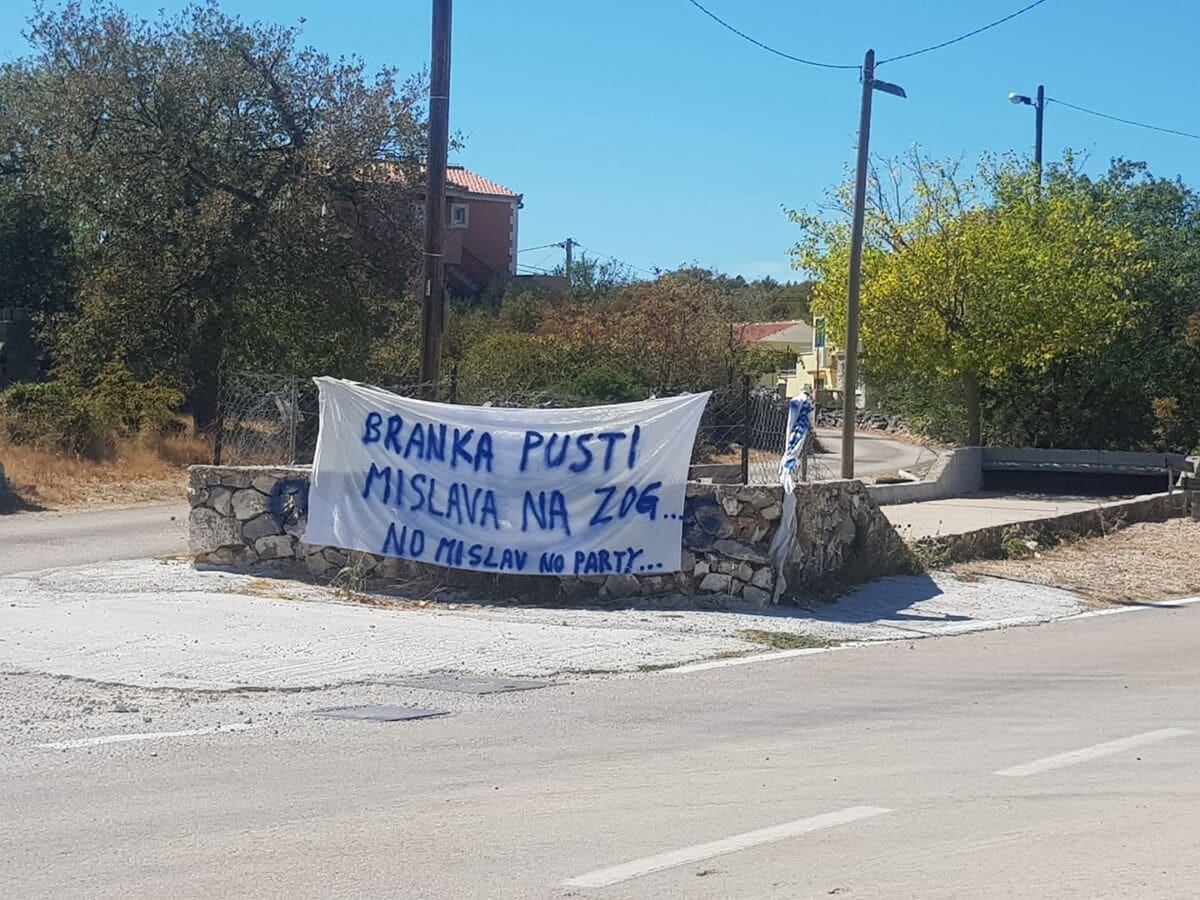 BRANKA PUSTI
MISLAVA NA ZOG...
NO MISLAV NO PARTY...